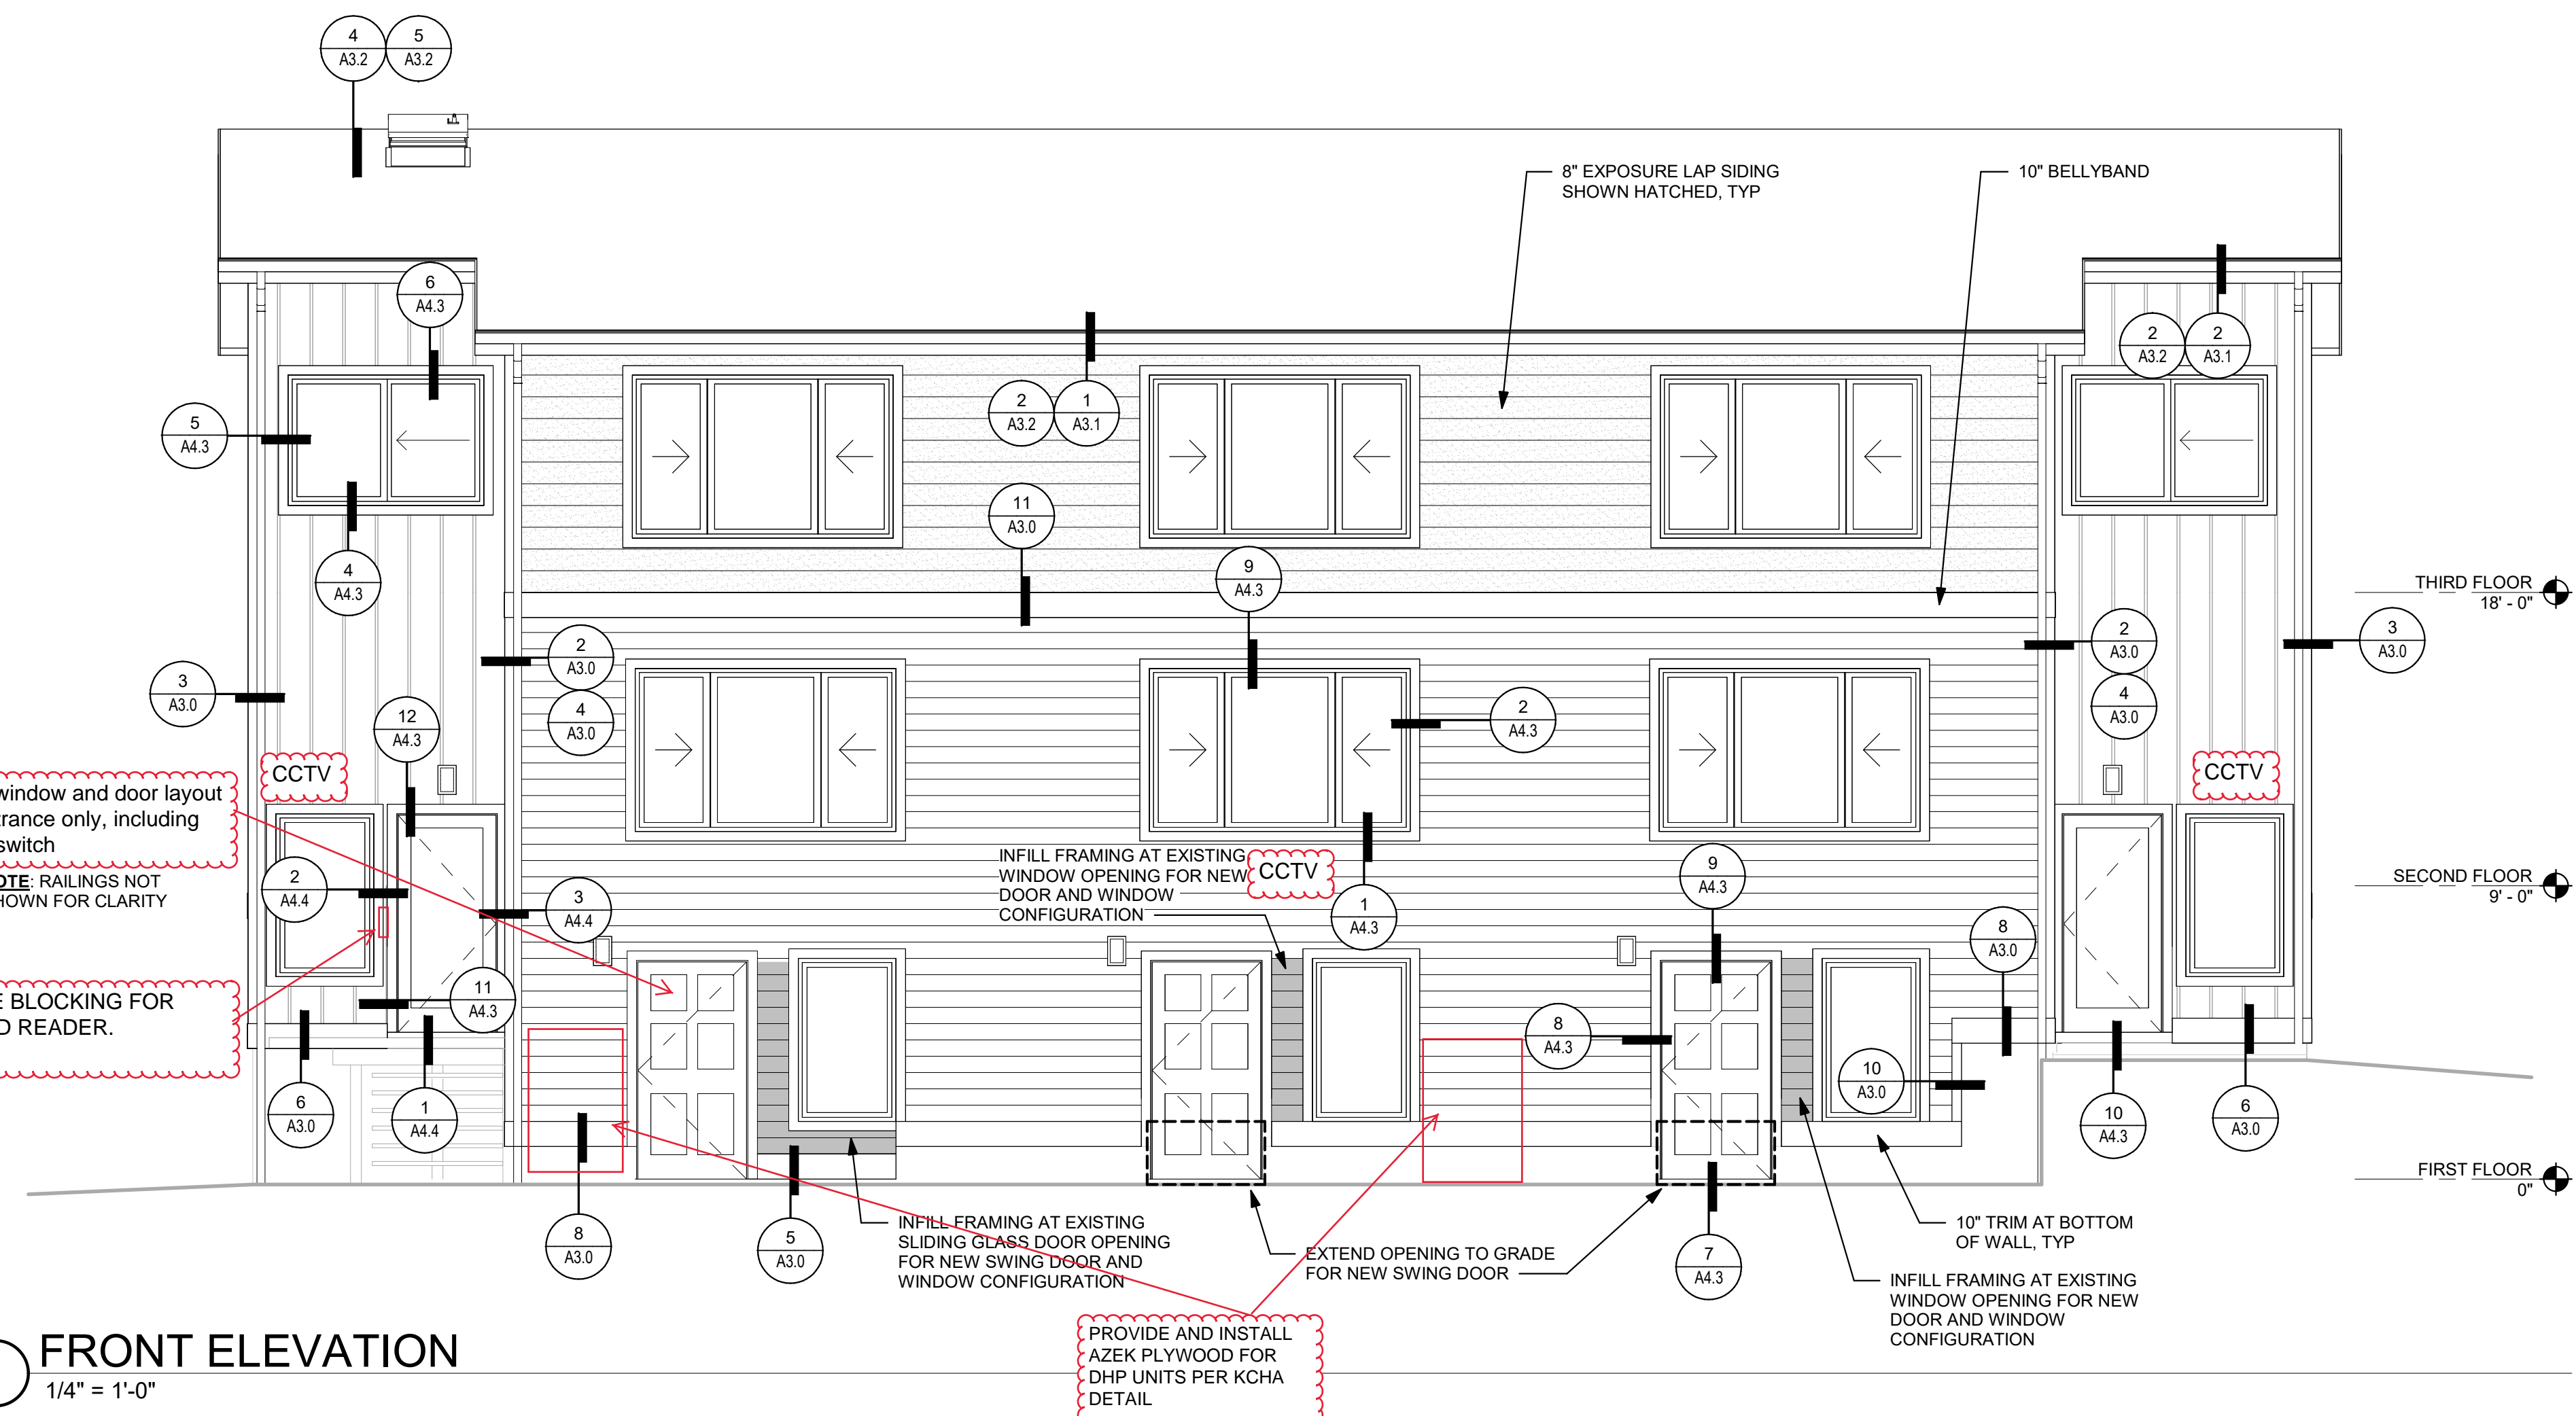 4
A3.2
5
A3.2
8" EXPOSURE LAP SIDING
SHOWN HATCHED, TYP
10" BELLYBAND
6
A4.3
2
A3.2
2
A3.1
5
A4.3
2
A3.2
1
A3.1
11
A3.0
4
A4.3
9
A4.3
THIRD FLOOR
18' - 0"
2
A3.0
4
A3.0
2
A3.0
4
A3.0
3
A3.0
3
A3.0
12
A4.3
2
A4.3
CCTV
CCTV
window and door layout
trance only, including
switch
OTE: RAILINGS NOT
HOWN FOR CLARITY
2
A4.4
3
A4.4
INFILL FRAMING AT EXISTING
WINDOW OPENING FOR NEW
DOOR AND WINDOW
CONFIGURATION
CCTV
1
A4.3
9
A4.3
SECOND FLOOR
9' - 0"
8
A3.0
E BLOCKING FOR
D READER.
11
A4.3
8
A4.3
10
A3.0
6
A3.0
1
A4.4
10
A4.3
6
A3.0
FIRST FLOOR
0"
8
A3.0
5
A3.0
INFILL FRAMING AT EXISTING
SLIDING GLASS DOOR OPENING
FOR NEW SWING DOOR AND
WINDOW CONFIGURATION
EXTEND OPENING TO GRADE
FOR NEW SWING DOOR
7
A4.3
10" TRIM AT BOTTOM
OF WALL, TYP
INFILL FRAMING AT EXISTING
WINDOW OPENING FOR NEW
DOOR AND WINDOW
CONFIGURATION
PROVIDE AND INSTALL
AZEK PLYWOOD FOR
DHP UNITS PER KCHA
DETAIL
FRONT ELEVATION
1/4" = 1'-0"